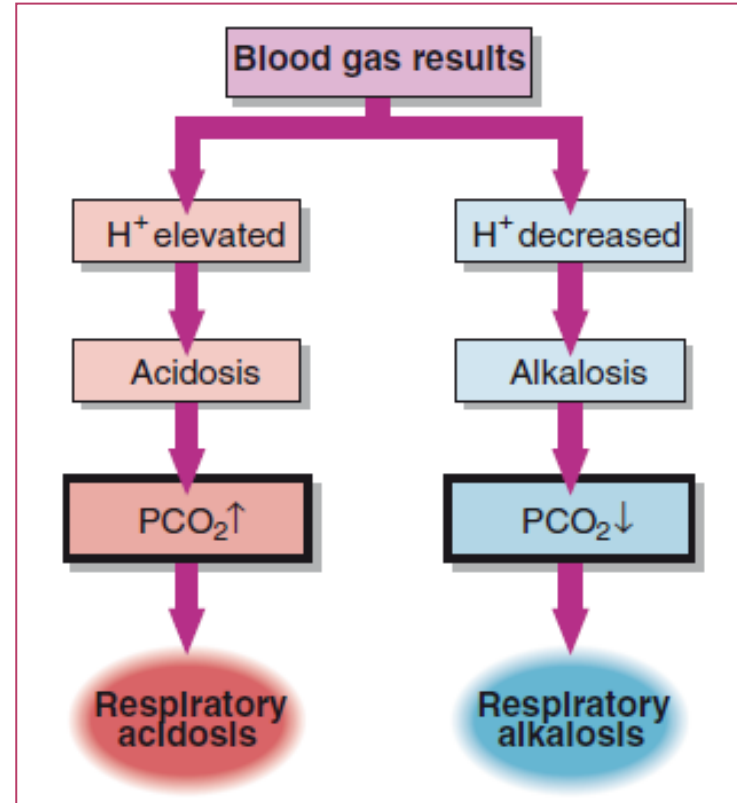 Blood gas results
H⁺ elevated
H⁺ decreased
Acidosis
Alkalosis
PCO₂↑
PCO₂↓
Respiratory
acidosis
Respiratory
alkalosis